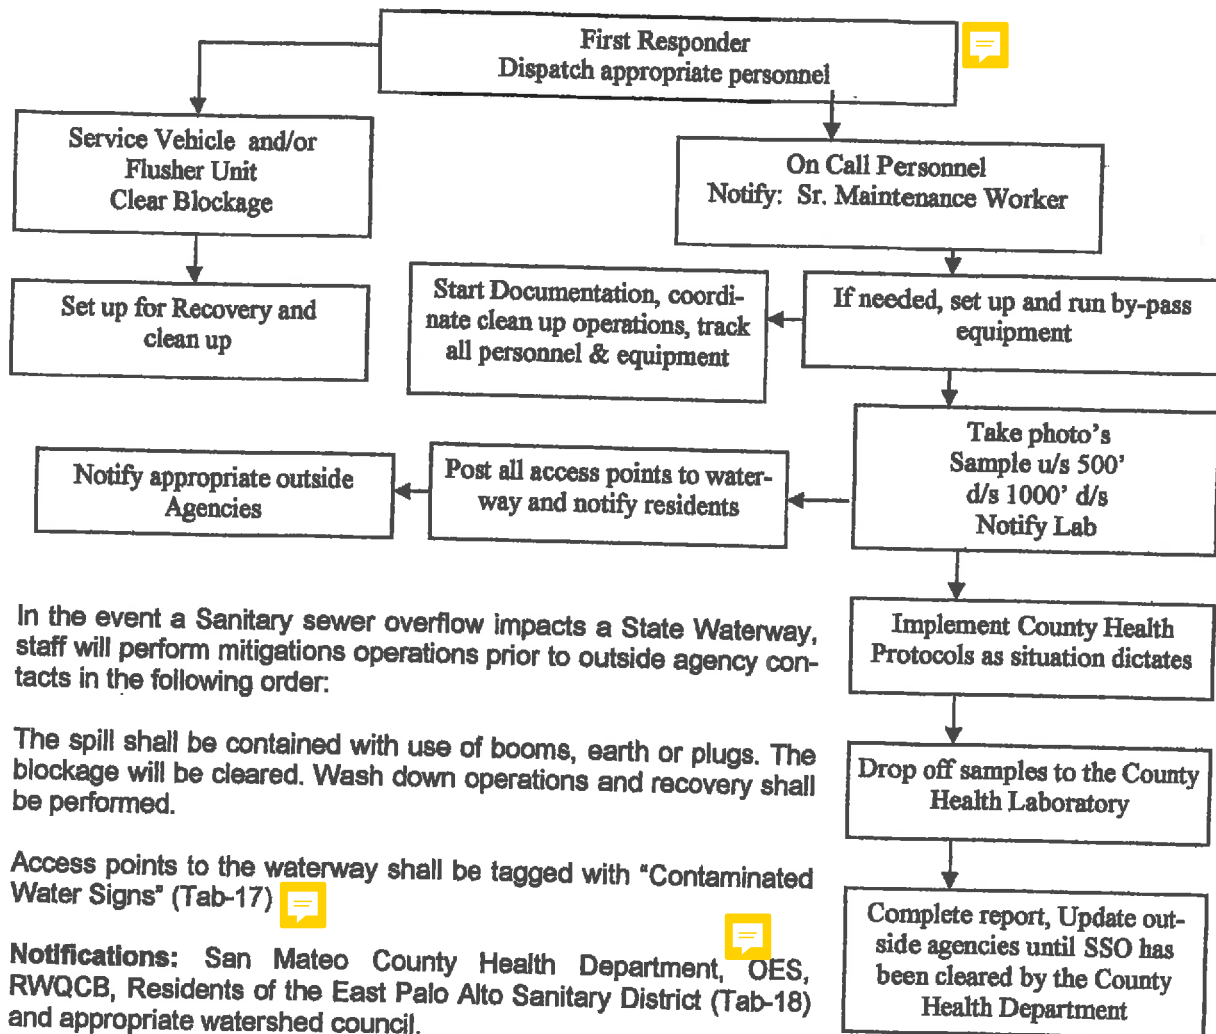 First Responder
Dispatch appropriate personnel
Service Vehicle and/or
Flusher Unit
Clear Blockage
On Call Personnel
Notify: Sr. Maintenance Worker
Set up for Recovery and
clean up
Start Documentation, coordi-
nate clean up operations, track
all personnel & equipment
If needed, set up and run by-pass
equipment
Notify appropriate outside
Agencies
Post all access points to water-
way and notify residents
Take photo's
Sample u/s 500'
d/s 1000' d/s
Notify Lab
In the event a Sanitary sewer overflow impacts a State Waterway,
staff will perform mitigations operations prior to outside agency con-
tacts in the following order:
The spill shall be contained with use of booms, earth or plugs. The
blockage will be cleared. Wash down operations and recovery shall
be performed.
Access points to the waterway shall be tagged with "Contaminated
Water Signs" (Tab-17)
Notifications: San Mateo County Health Department, OES,
RWQCB, Residents of the East Palo Alto Sanitary District (Tab-18)
and appropriate watershed council.
Implement County Health
Protocols as situation dictates
Drop off samples to the County
Health Laboratory
Complete report, Update out-
side agencies until SSO has
been cleared by the County
Health Department